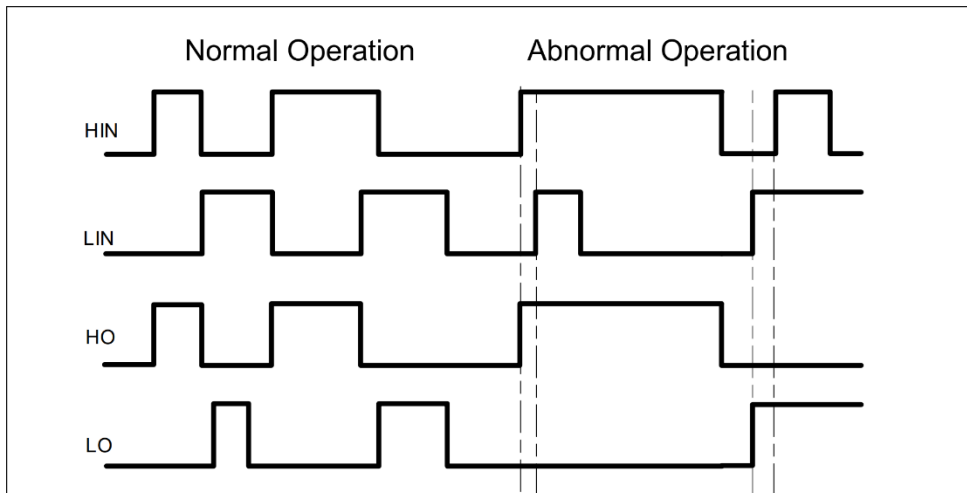 Normal Operation
Abnormal Operation
HIN
LIN
HO
LO